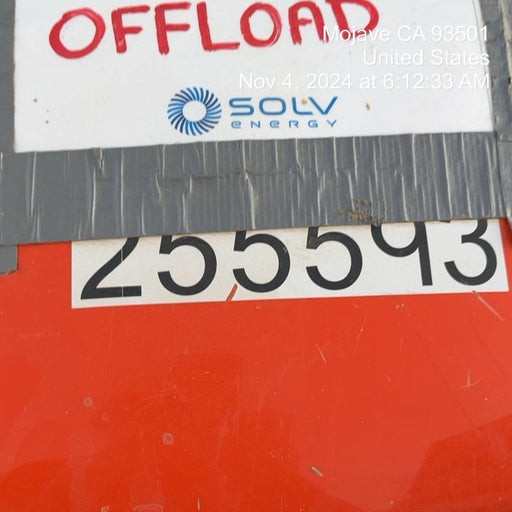 OFFLOAD
Mojave CA 93501
United States
Nov 4, 2024 at 6:12:33 AM
SOLV
ENERGY
255593